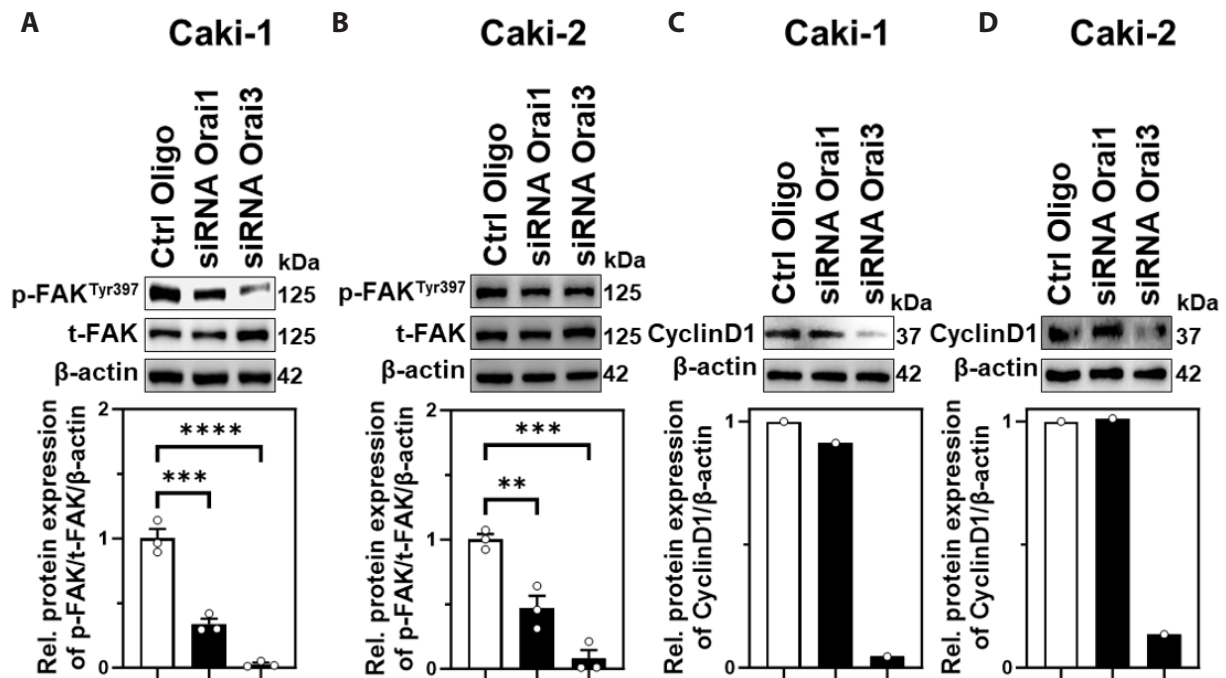 A
Caki-1
Ctrl Oligo
siRNA Orai1
siRNA Orai3
kDa
p-FAK^Tyr397
125
t-FAK
125
β-actin
42
Rel. protein expression
of p-FAK/t-FAK/β-actin
2
1
0
****
***
B
Caki-2
Ctrl Oligo
siRNA Orai1
siRNA Orai3
kDa
p-FAK^Tyr397
125
t-FAK
125
β-actin
42
Rel. protein expression
of p-FAK/t-FAK/β-actin
2
1
0
***
**
C
Caki-1
Ctrl Oligo
siRNA Orai1
siRNA Orai3
kDa
CyclinD1
37
β-actin
42
Rel. protein expression
of CyclinD1/β-actin
1
0
D
Caki-2
Ctrl Oligo
siRNA Orai1
siRNA Orai3
kDa
CyclinD1
37
β-actin
42
Rel. protein expression
of CyclinD1/β-actin
1
0